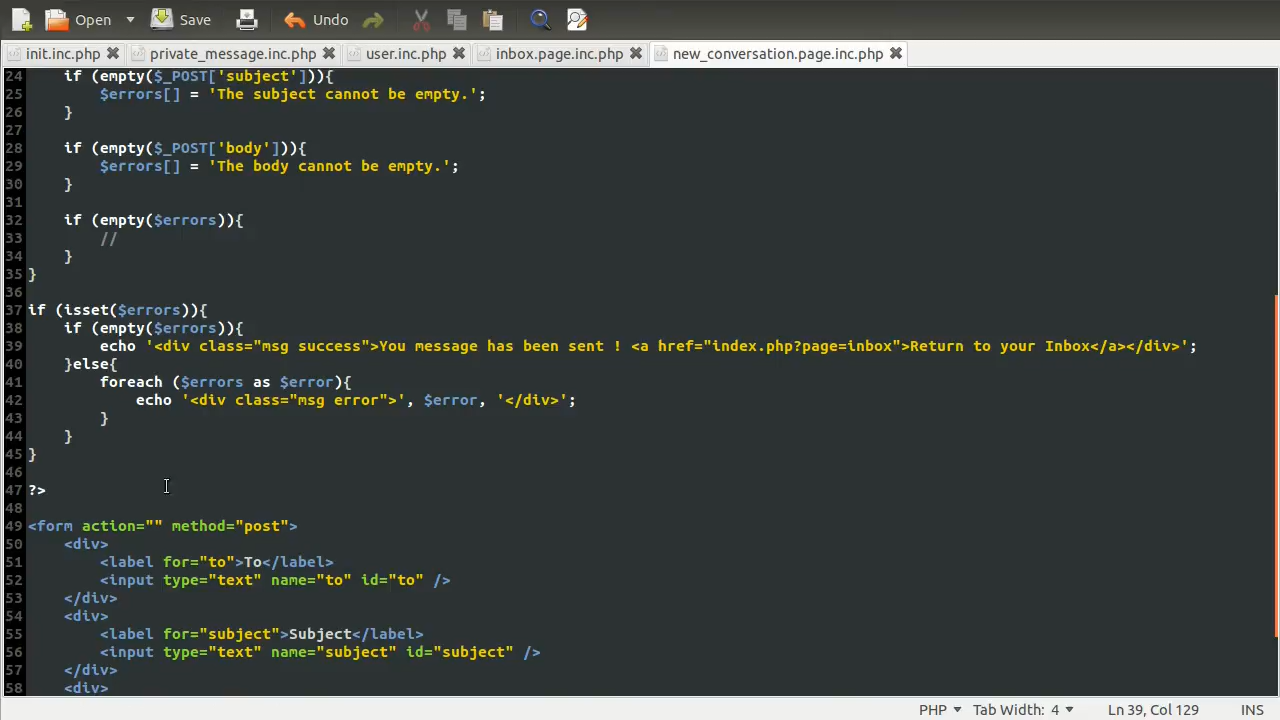 Open Save Undo
init.inc.php private_message.inc.php user.inc.php inbox.page.inc.php new_conversation.page.inc.php
24 if (empty($_POST['subject'])){
25 $errors[] = 'The subject cannot be empty.';
26 }
27
28 if (empty($_POST['body'])){
29 $errors[] = 'The body cannot be empty.';
30 }
31
32 if (empty($errors)){
33 //
34 }
35 }
36
37 if (isset($errors)){
38 if (empty($errors)){
39 echo '<div class="msg success">You message has been sent ! <a href="index.php?page=inbox">Return to your Inbox</a></div>';
40 }else{
41 foreach ($errors as $error){
42 echo '<div class="msg error">', $error, '</div>';
43 }
44 }
45 }
46
47 ?>
48
49 <form action="" method="post">
50 <div>
51 <label for="to">To</label>
52 <input type="text" name="to" id="to" />
53 </div>
54 <div>
55 <label for="subject">Subject</label>
56 <input type="text" name="subject" id="subject" />
57 </div>
58 <div>
PHP Tab Width: 4 Ln 39, Col 129 INS